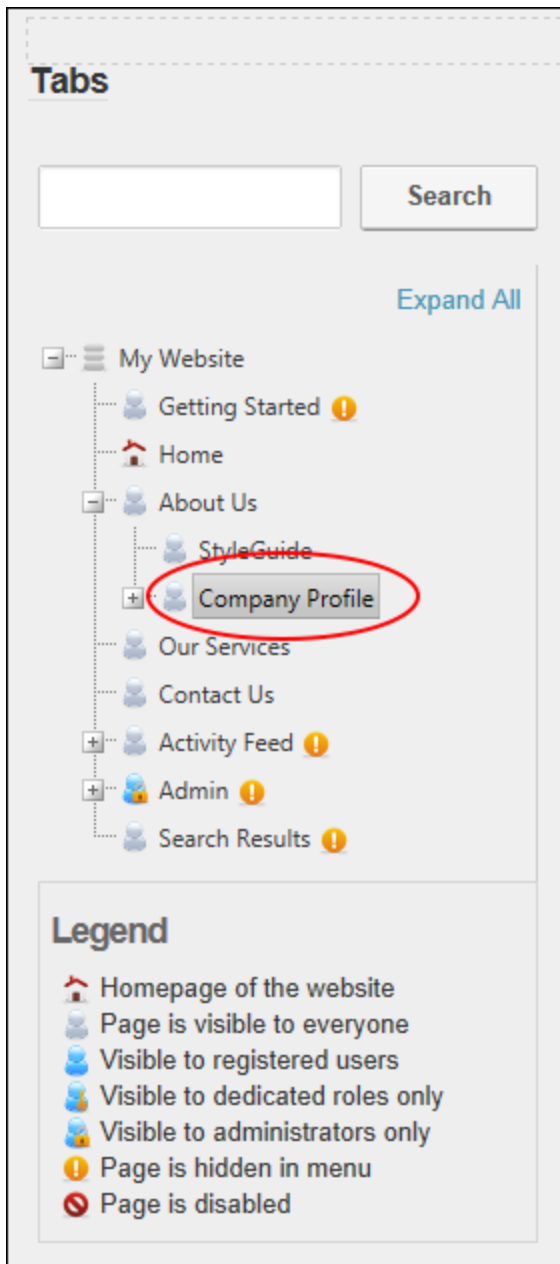 Tabs
Search
Expand All
My Website
Getting Started
Home
About Us
StyleGuide
Company Profile
Our Services
Contact Us
Activity Feed
Admin
Search Results
Legend
Homepage of the website
Page is visible to everyone
Visible to registered users
Visible to dedicated roles only
Visible to administrators only
Page is hidden in menu
Page is disabled